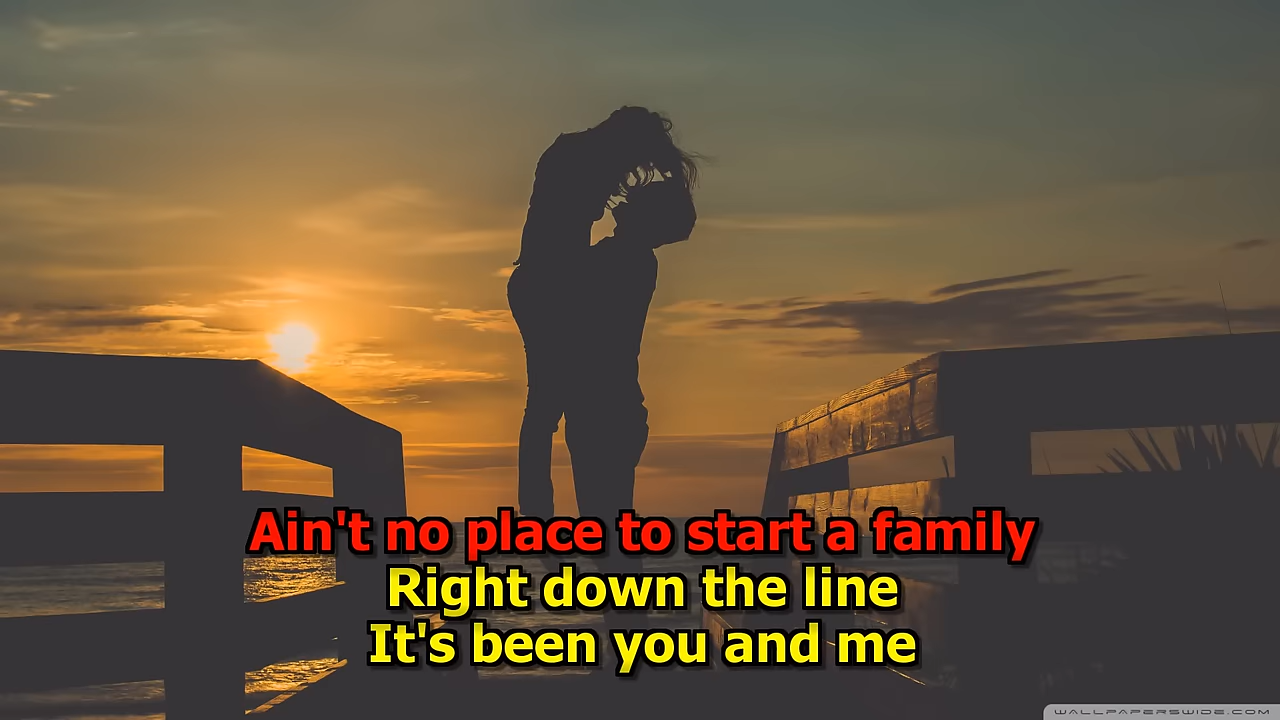 Ain't no place to start a family
Right down the line
It's been you and me
WALLPAPERSWIDE.COM